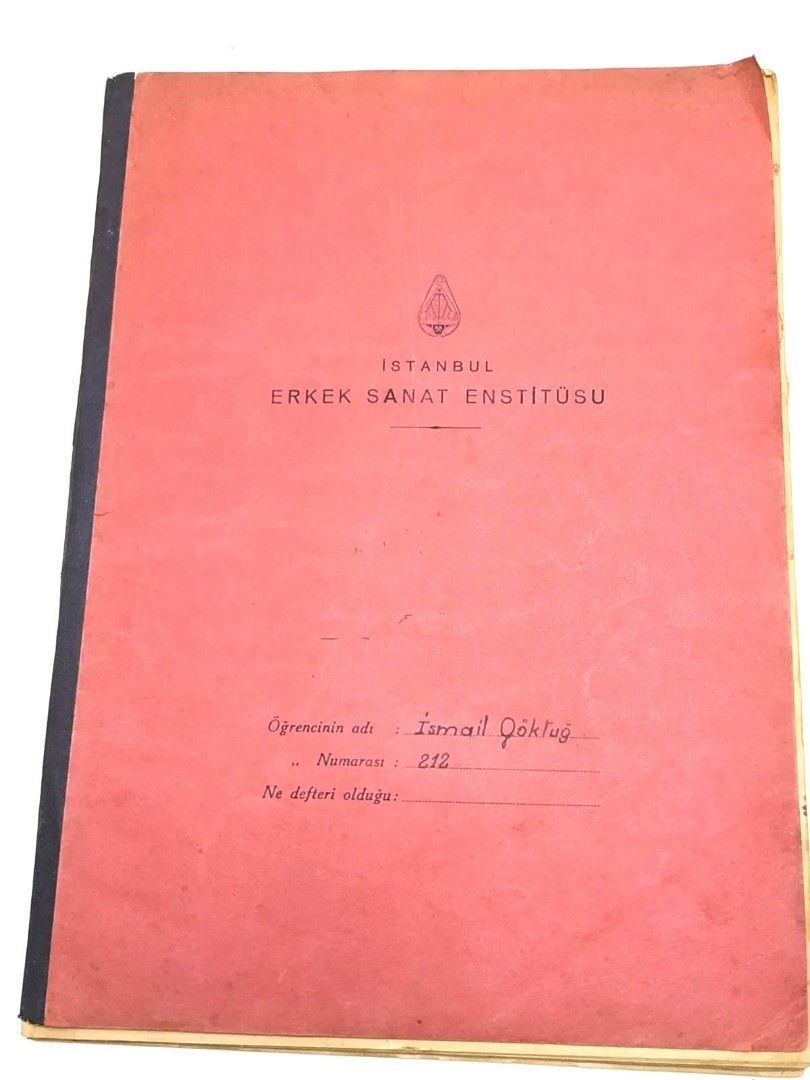 İSTANBUL
ERKEK SANAT ENSTİTÜSU
Öğrencinin adı : İsmail Göktuğ
„ Numarası : 212
Ne defteri olduğu: